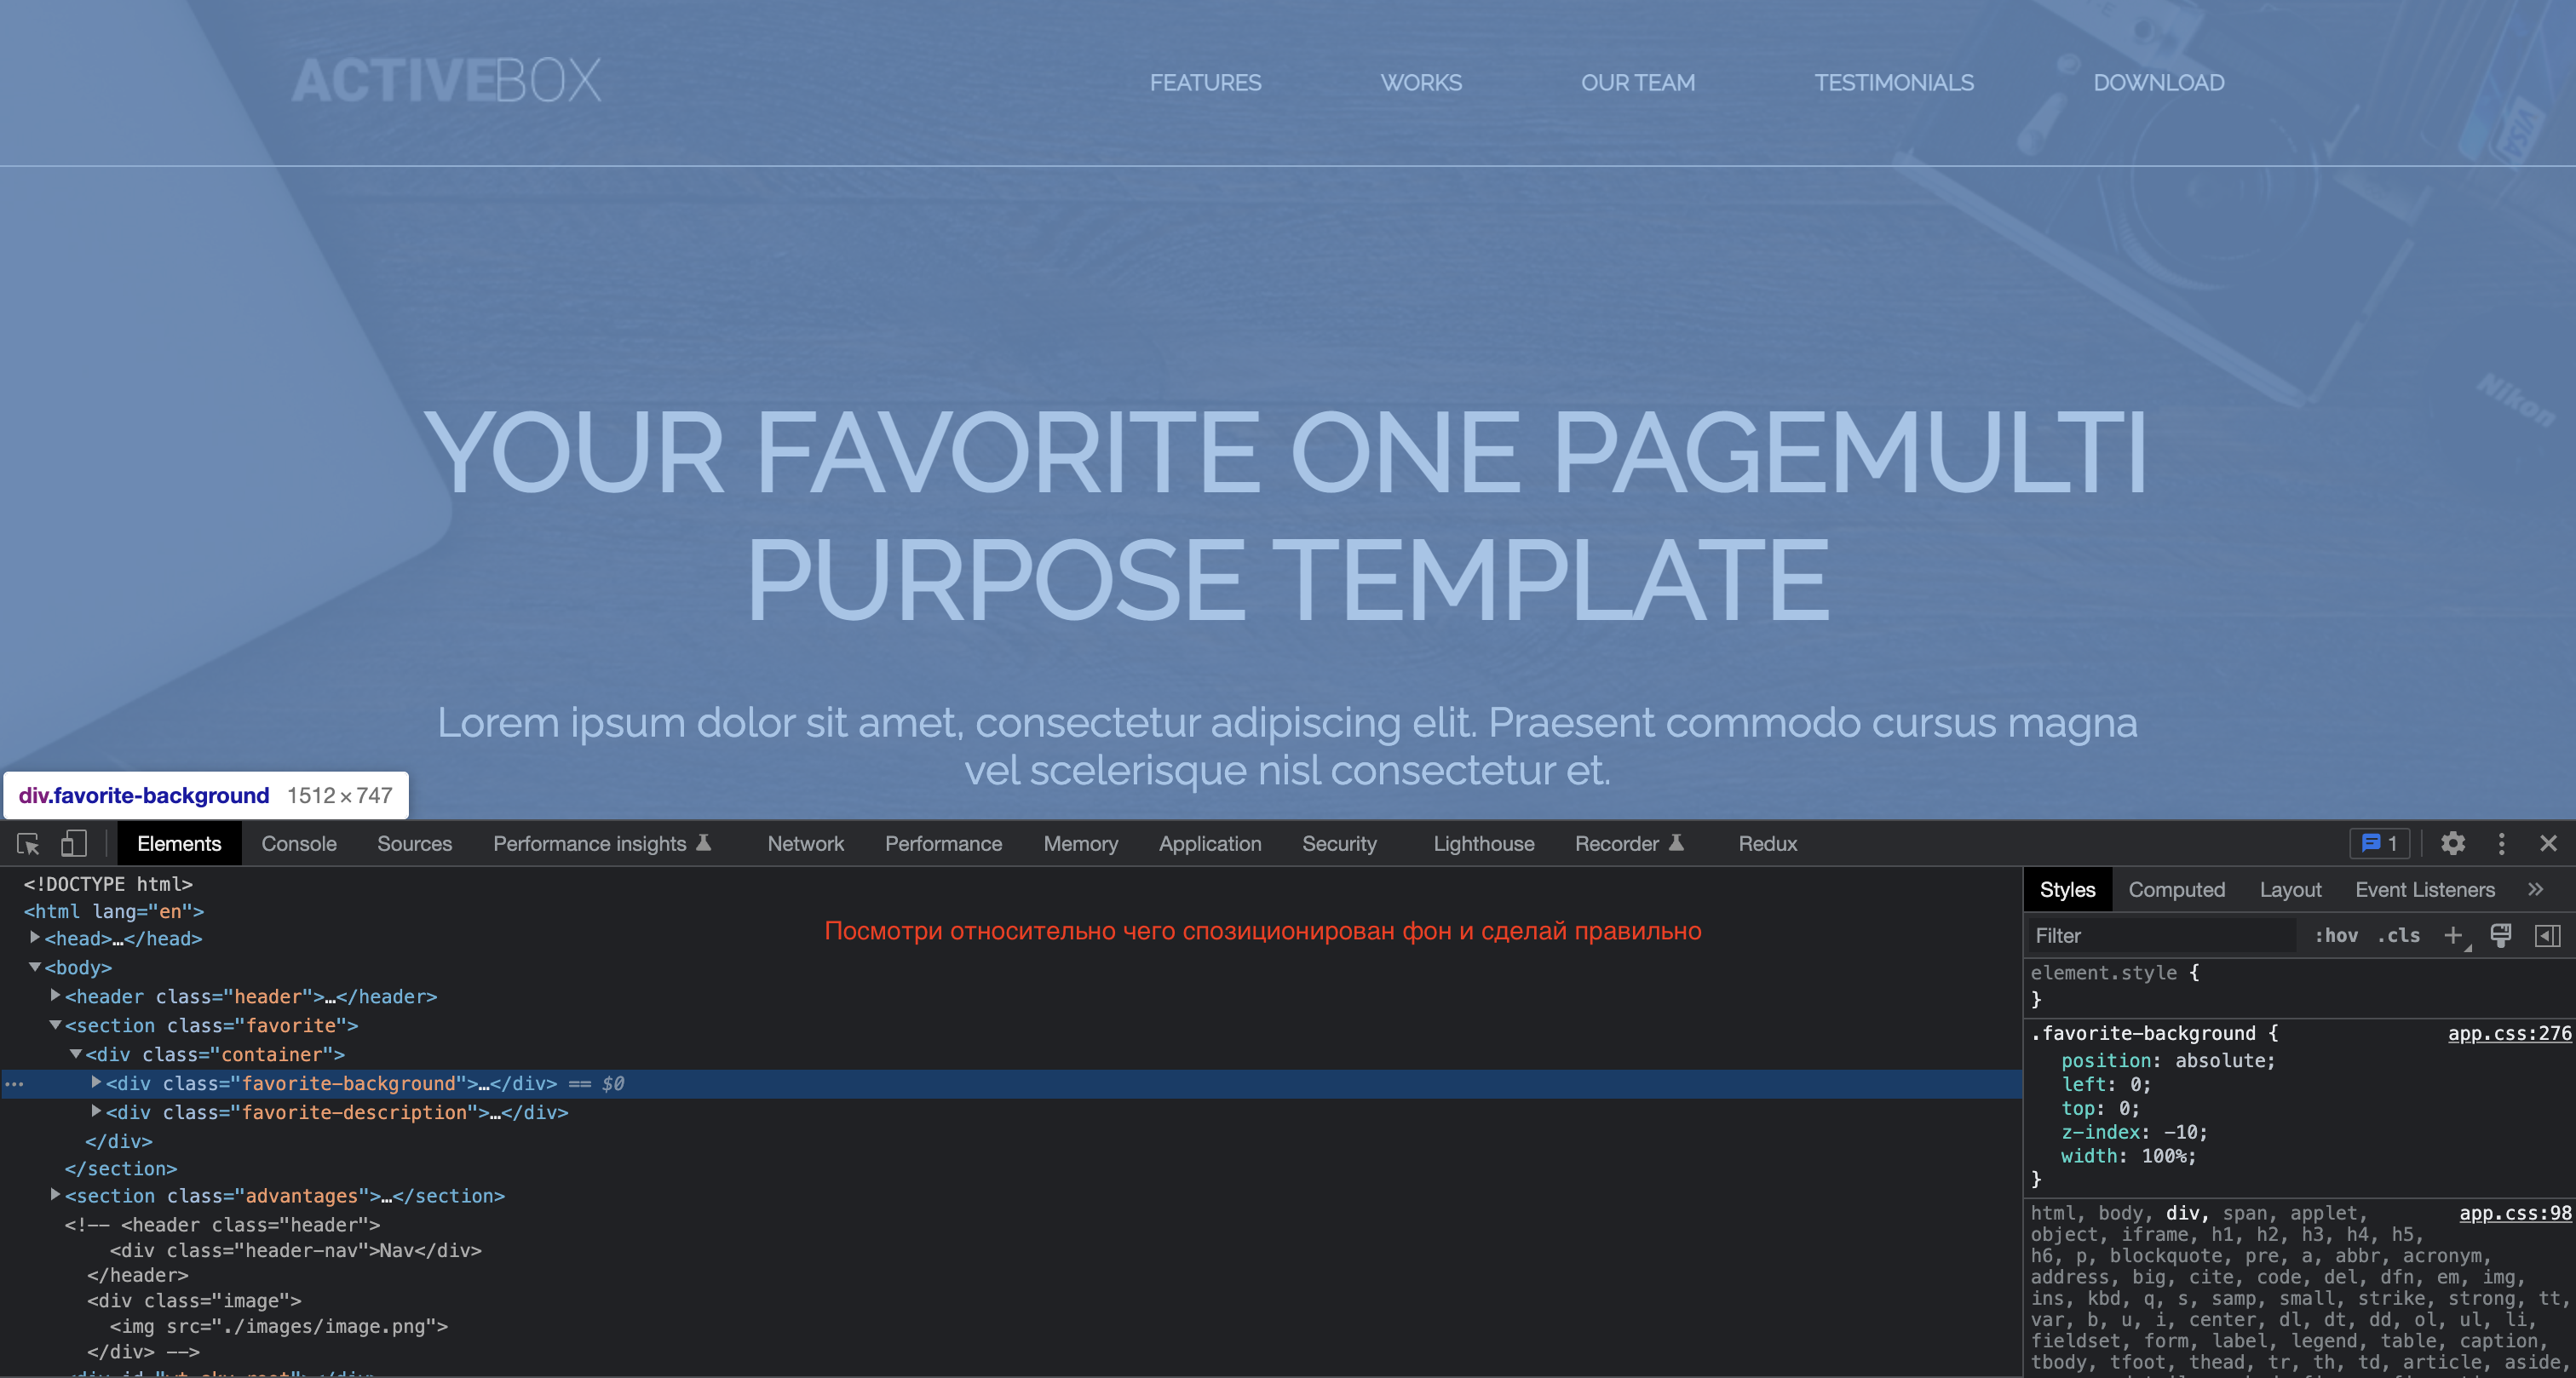 ACTIVEBOX
FEATURES WORKS OUR TEAM TESTIMONIALS DOWNLOAD
VISA
Nikon
YOUR FAVORITE ONE PAGEMULTI
PURPOSE TEMPLATE
Lorem ipsum dolor sit amet, consectetur adipiscing elit. Praesent commodo cursus magna
vel scelerisque nisl consectetur et.
div.favorite-background 1512 × 747
Elements Console Sources Performance insights Network Performance Memory Application Security Lighthouse Recorder Redux 1
<!DOCTYPE html>
<html lang="en">
<head>…</head>
<body>
<header class="header">…</header>
<section class="favorite">
<div class="container">
<div class="favorite-background">…</div> == $0
<div class="favorite-description">…</div>
</div>
</section>
<section class="advantages">…</section>
<!-- <header class="header">
<div class="header-nav">Nav</div>
</header>
<div class="image">
<img src="./images/image.png">
</div> -->
Посмотри относительно чего спозиционирован фон и сделай правильно
Styles Computed Layout Event Listeners »
Filter :hov .cls +
element.style {
}
.favorite-background { app.css:276
position: absolute;
left: 0;
top: 0;
z-index: -10;
width: 100%;
}
html, body, div, span, applet, app.css:98
object, iframe, h1, h2, h3, h4, h5,
h6, p, blockquote, pre, a, abbr, acronym,
address, big, cite, code, del, dfn, em, img,
ins, kbd, q, s, samp, small, strike, strong, tt,
var, b, u, i, center, dl, dt, dd, ol, ul, li,
fieldset, form, label, legend, table, caption,
tbody, tfoot, thead, tr, th, td, article, aside,